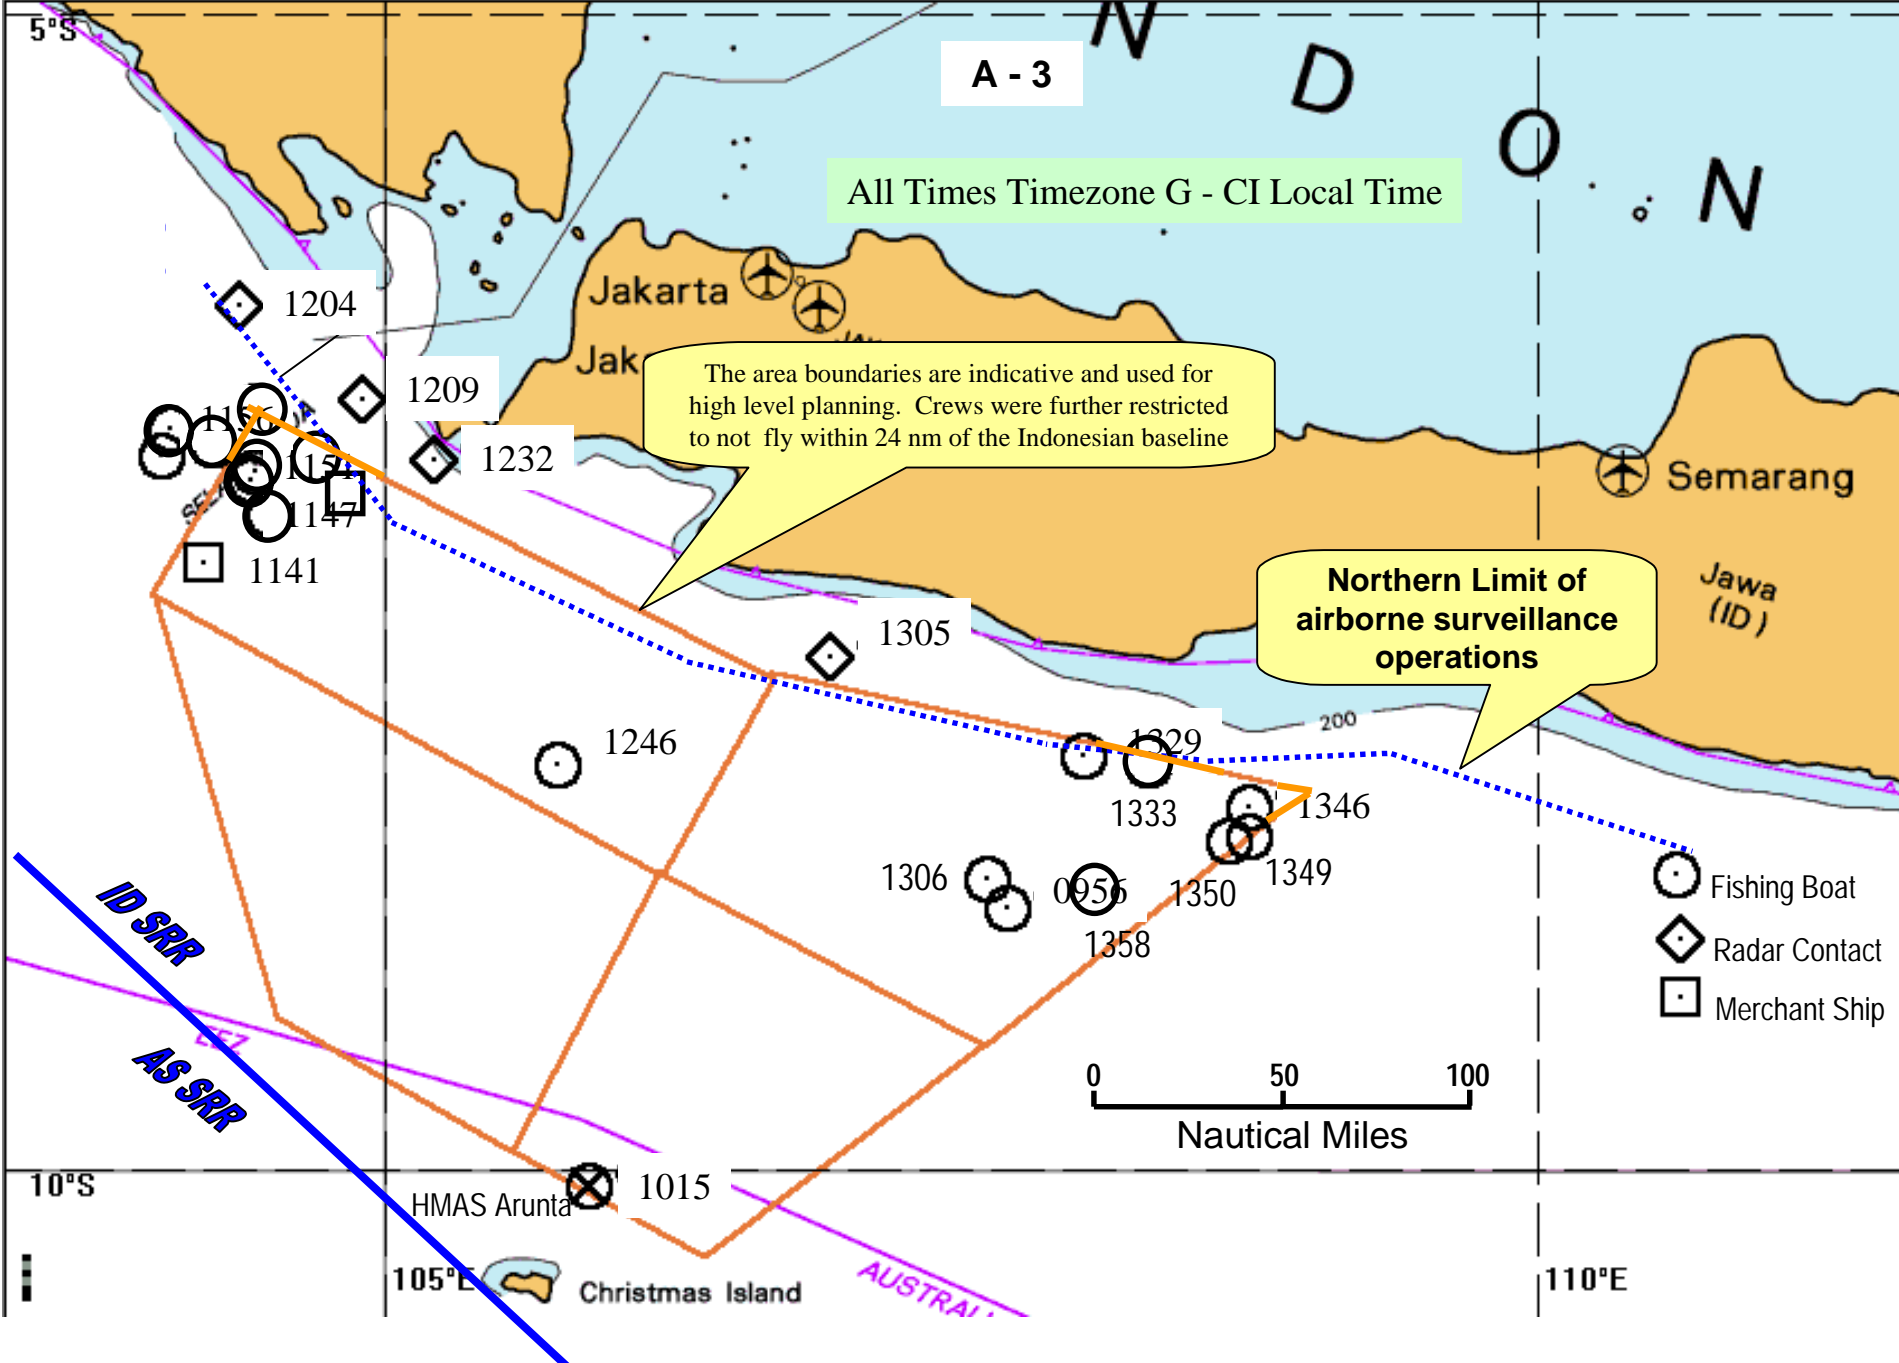 5°S
A - 3
N
D
O
N
All Times Timezone G - CI Local Time
Jakarta
1204
The area boundaries are indicative and used for
high level planning. Crews were further restricted
to not fly within 24 nm of the Indonesian baseline
1209
1232
Semarang
1147
1141
Northern Limit of
airborne surveillance
operations
Jawa
(ID)
1305
200
1246
1329
1333
1346
1349
1350
1306
0956
1358
Fishing Boat
Radar Contact
Merchant Ship
ID SRR
EEZ
AS SRR
0 50 100
Nautical Miles
10°S
HMAS Arunta
1015
105°E
Christmas Island
110°E